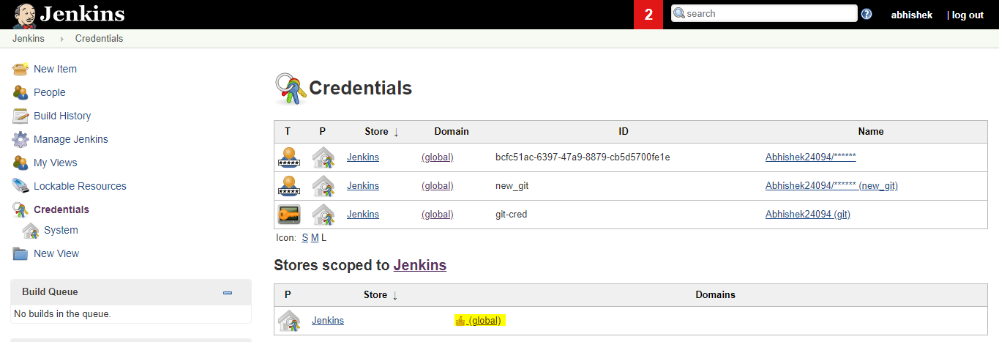 Jenkins
2
search
abhishek
| log out
Jenkins
Credentials
New Item
People
Build History
Manage Jenkins
My Views
Lockable Resources
Credentials
System
New View
Build Queue
No builds in the queue.
Credentials
T P Store ↓ Domain ID Name
Jenkins (global) bcfc51ac-6397-47a9-8879-cb5d5700fe1e Abhishek24094/******
Jenkins (global) new_git Abhishek24094/****** (new_git)
Jenkins (global) git-cred Abhishek24094 (git)
Icon: S M L
Stores scoped to Jenkins
P Store ↓ Domains
Jenkins (global)